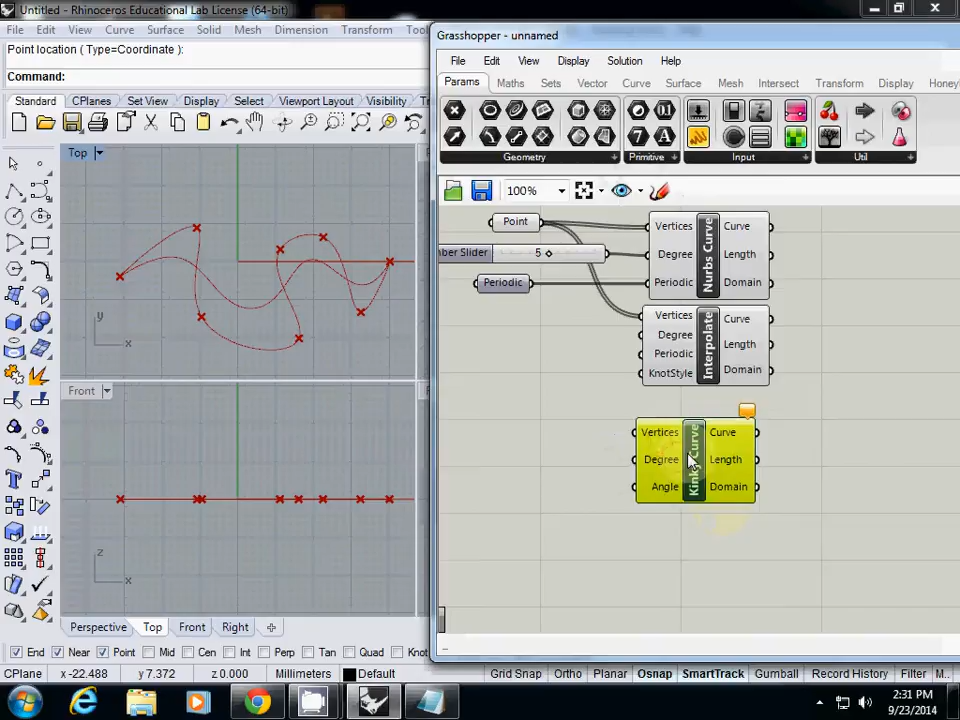 Untitled - Rhinoceros Educational Lab License (64-bit)
File Edit View Curve Surface Solid Mesh Dimension Transform Tool
Point location ( Type=Coordinate ):
Command:
Standard CPlanes Set View Display Select Viewport Layout Visibility Tr
Top
y
x
Front
z
x
Perspective Top Front Right
End Near Point Mid Cen Int Perp Tan Quad Knot
CPlane x -22.488 y 7.372 z 0.000 Millimeters Default Grid Snap Ortho Planar Osnap SmartTrack Gumball Record History Filter M...
Grasshopper - unnamed
File Edit View Display Solution Help
Params Maths Sets Vector Curve Surface Mesh Intersect Transform Display Honey
Geometry Primitive Input Util
100%
Point
ber Slider 5
Periodic
Vertices Curve
Degree Length
Periodic Domain
Nurbs Curve
Vertices Curve
Degree Length
Periodic Domain
KnotStyle
Interpolate
Vertices Curve
Degree Length
Angle Domain
Kinky Curve
2:31 PM
9/23/2014